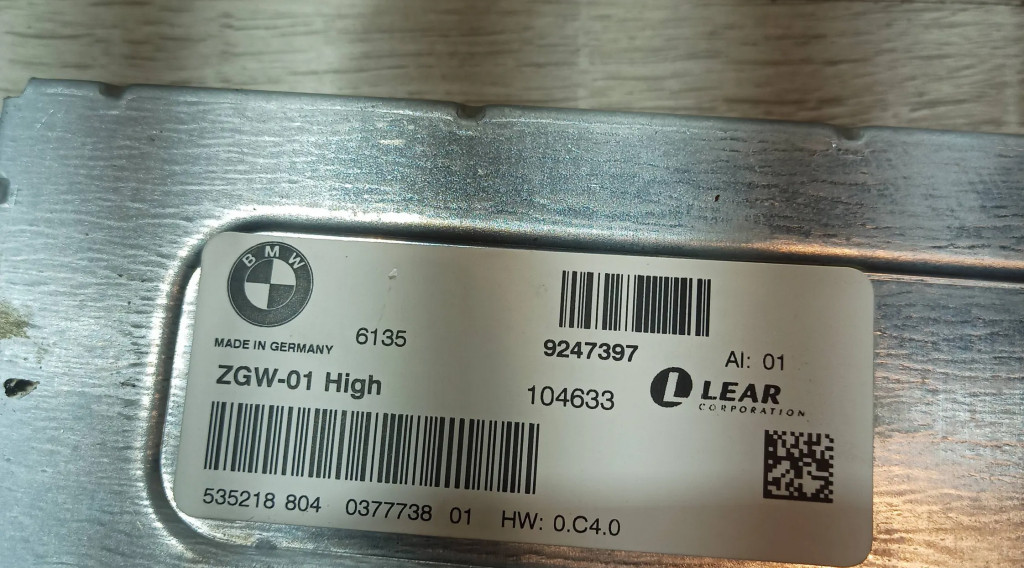 BMW
MADE IN GERMANY 6135
9247397 AI: 01
ZGW-01 High 104633 LEAR
CORPORATION
535218 804 0377738 01 HW: 0.C4.0